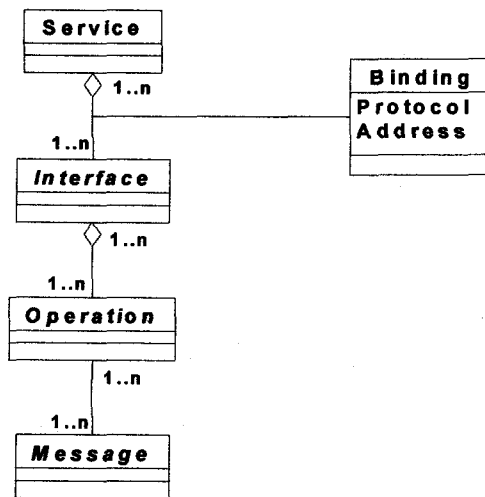 Service
1..n
Binding
Protocol
Address
1..n
Interface
1..n
1..n
Operation
1..n
1..n
Message